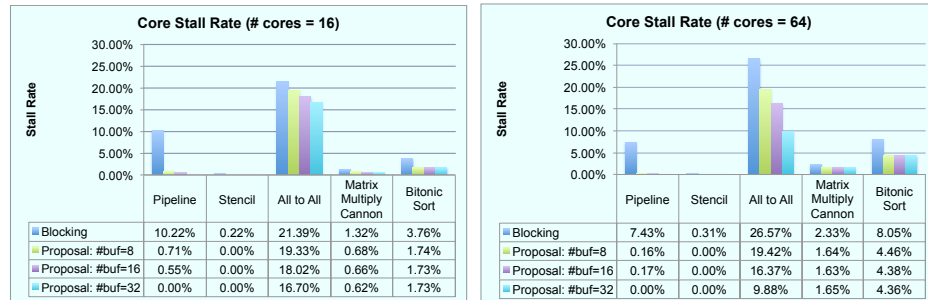 Core Stall Rate (# cores = 16)
30.00%
25.00%
20.00%
15.00%
10.00%
5.00%
0.00%
Stall Rate
Pipeline Stencil All to All Matrix Multiply Cannon Bitonic Sort
Blocking 10.22% 0.22% 21.39% 1.32% 3.76%
Proposal: #buf=8 0.71% 0.00% 19.33% 0.68% 1.74%
Proposal: #buf=16 0.55% 0.00% 18.02% 0.66% 1.73%
Proposal: #buf=32 0.00% 0.00% 16.70% 0.62% 1.73%
Core Stall Rate (# cores = 64)
30.00%
25.00%
20.00%
15.00%
10.00%
5.00%
0.00%
Stall Rate
Pipeline Stencil All to All Matrix Multiply Cannon Bitonic Sort
Blocking 7.43% 0.31% 26.57% 2.33% 8.05%
Proposal: #buf=8 0.16% 0.00% 19.42% 1.64% 4.46%
Proposal: #buf=16 0.17% 0.00% 16.37% 1.63% 4.38%
Proposal: #buf=32 0.00% 0.00% 9.88% 1.65% 4.36%